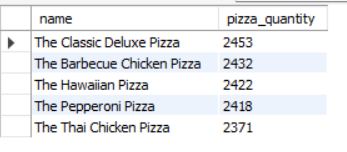 name pizza_quantity
The Classic Deluxe Pizza 2453
The Barbecue Chicken Pizza 2432
The Hawaiian Pizza 2422
The Pepperoni Pizza 2418
The Thai Chicken Pizza 2371